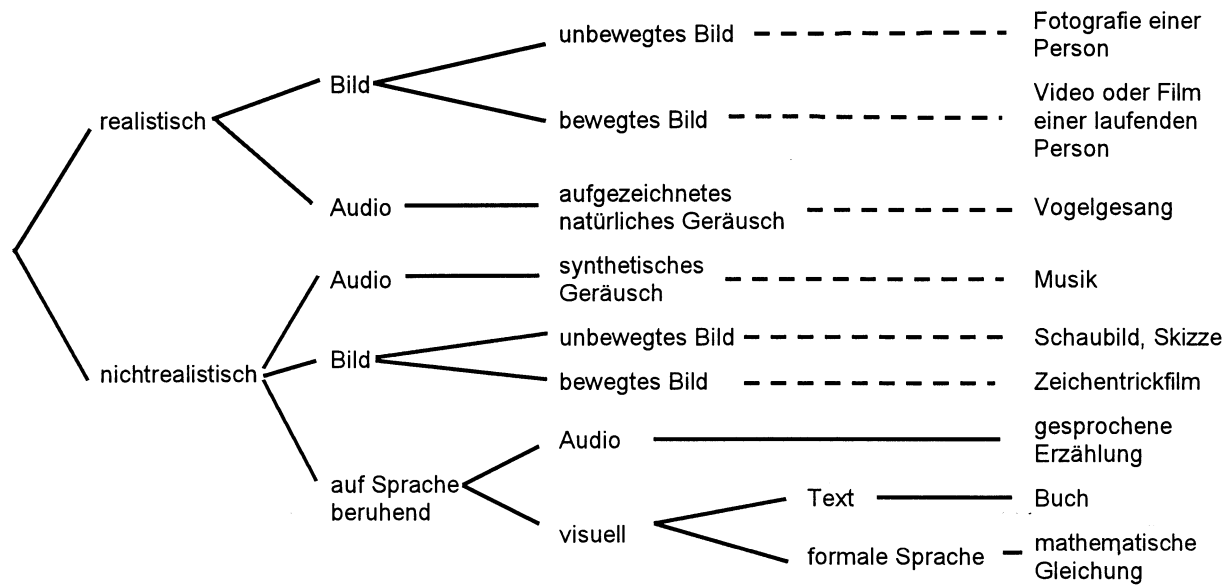 unbewegtes Bild
Fotografie einer
Person
Bild
realistisch
bewegtes Bild
Video oder Film
einer laufenden
Person
Audio
aufgezeichnetes
natürliches Geräusch
Vogelgesang
Audio
synthetisches
Geräusch
Musik
nichtrealistisch
Bild
unbewegtes Bild
Schaubild, Skizze
bewegtes Bild
Zeichentrickfilm
auf Sprache
beruhend
Audio
gesprochene
Erzählung
visuell
Text
Buch
formale Sprache
mathematische
Gleichung